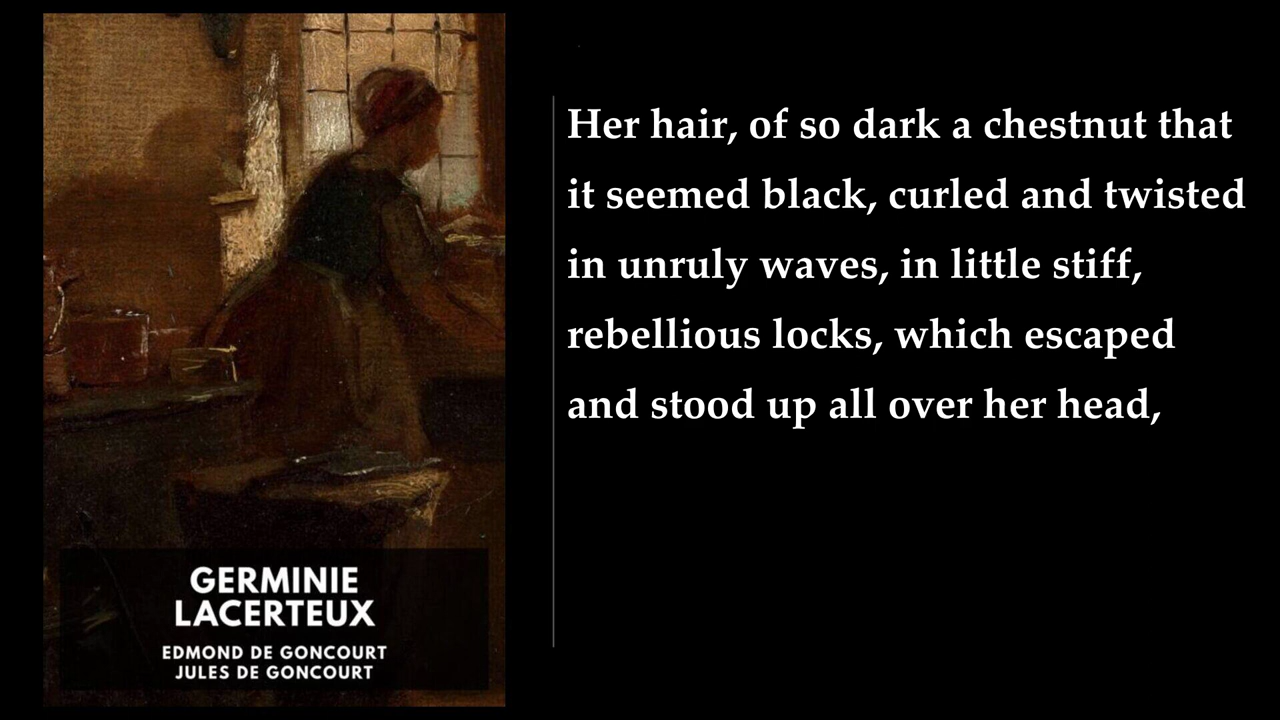 GERMINIE
LACERTEUX
EDMOND DE GONCOURT
JULES DE GONCOURT
Her hair, of so dark a chestnut that
it seemed black, curled and twisted
in unruly waves, in little stiff,
rebellious locks, which escaped
and stood up all over her head,